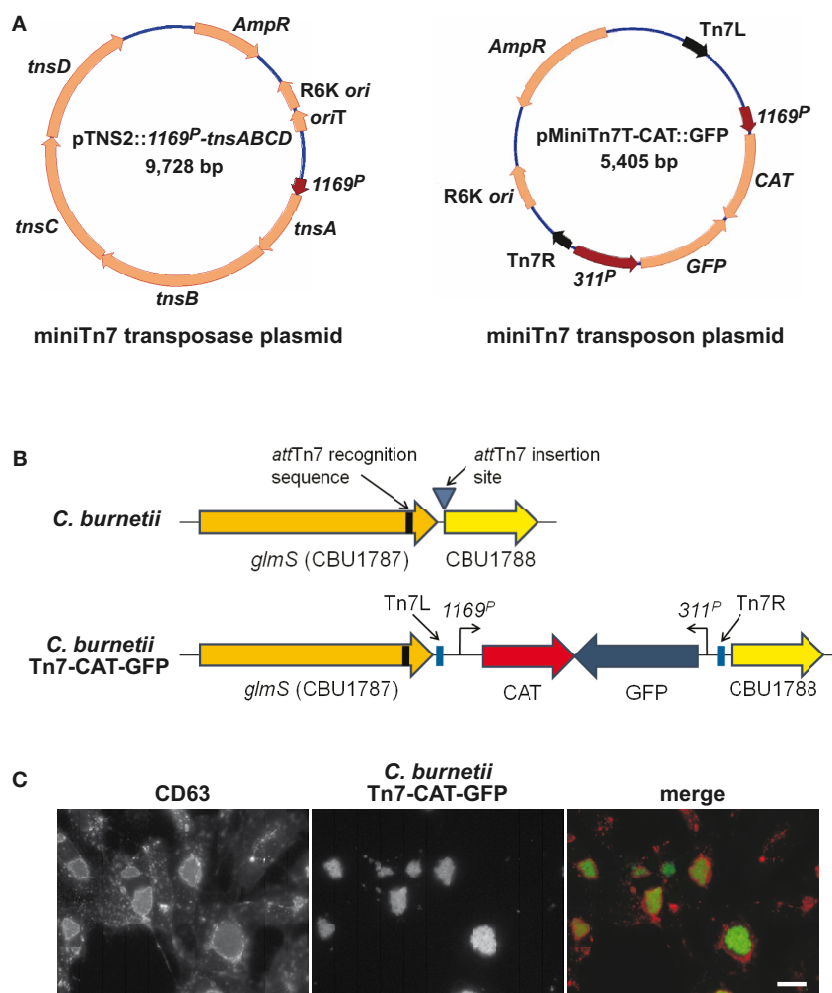 A
AmpR
tnsD
R6K ori
oriT
pTNS2::1169P-tnsABCD
9,728 bp
1169P
tnsC
tnsA
tnsB
miniTn7 transposase plasmid
Tn7L
AmpR
1169P
pMiniTn7T-CAT::GFP
5,405 bp
CAT
R6K ori
Tn7R
GFP
311P
miniTn7 transposon plasmid
B
attTn7 recognition
sequence
attTn7 insertion
site
C. burnetii
glmS (CBU1787)
CBU1788
Tn7L
1169P
311P
Tn7R
C. burnetii
Tn7-CAT-GFP
glmS (CBU1787)
CAT
GFP
CBU1788
C
CD63
C. burnetii
Tn7-CAT-GFP
merge